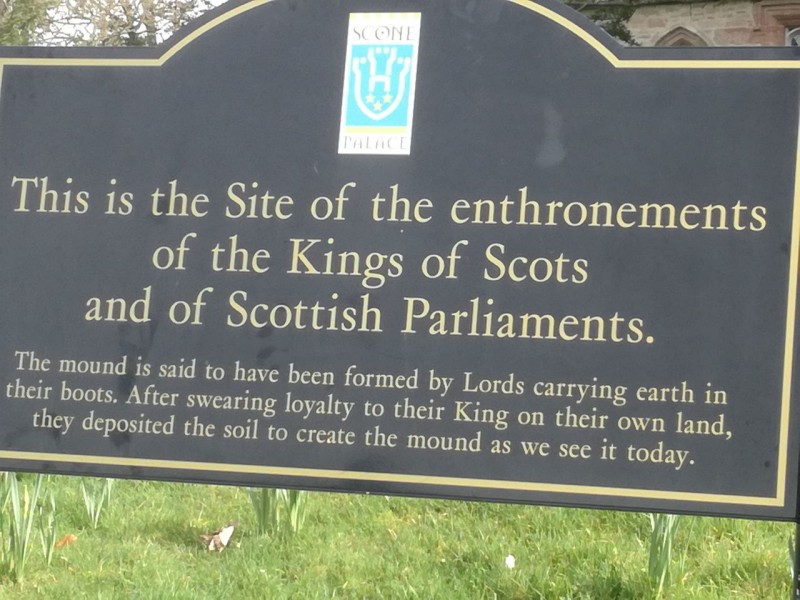 SCONE
PALACE
This is the Site of the enthronements
of the Kings of Scots
and of Scottish Parliaments.
The mound is said to have been formed by Lords carrying earth in
their boots. After swearing loyalty to their King on their own land,
they deposited the soil to create the mound as we see it today.